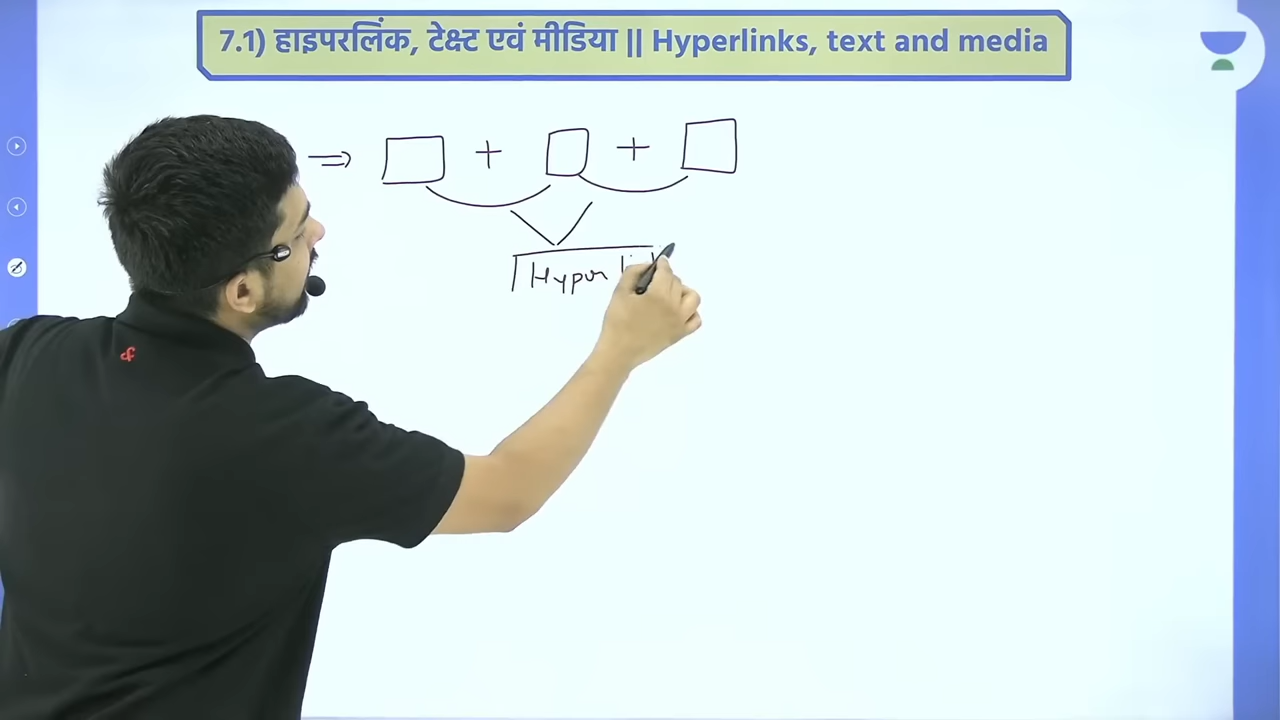 7.1) हाइपरलिंक, टेक्ष्ट एवं मीडिया || Hyperlinks, text and media
⇒ + +
Hyper